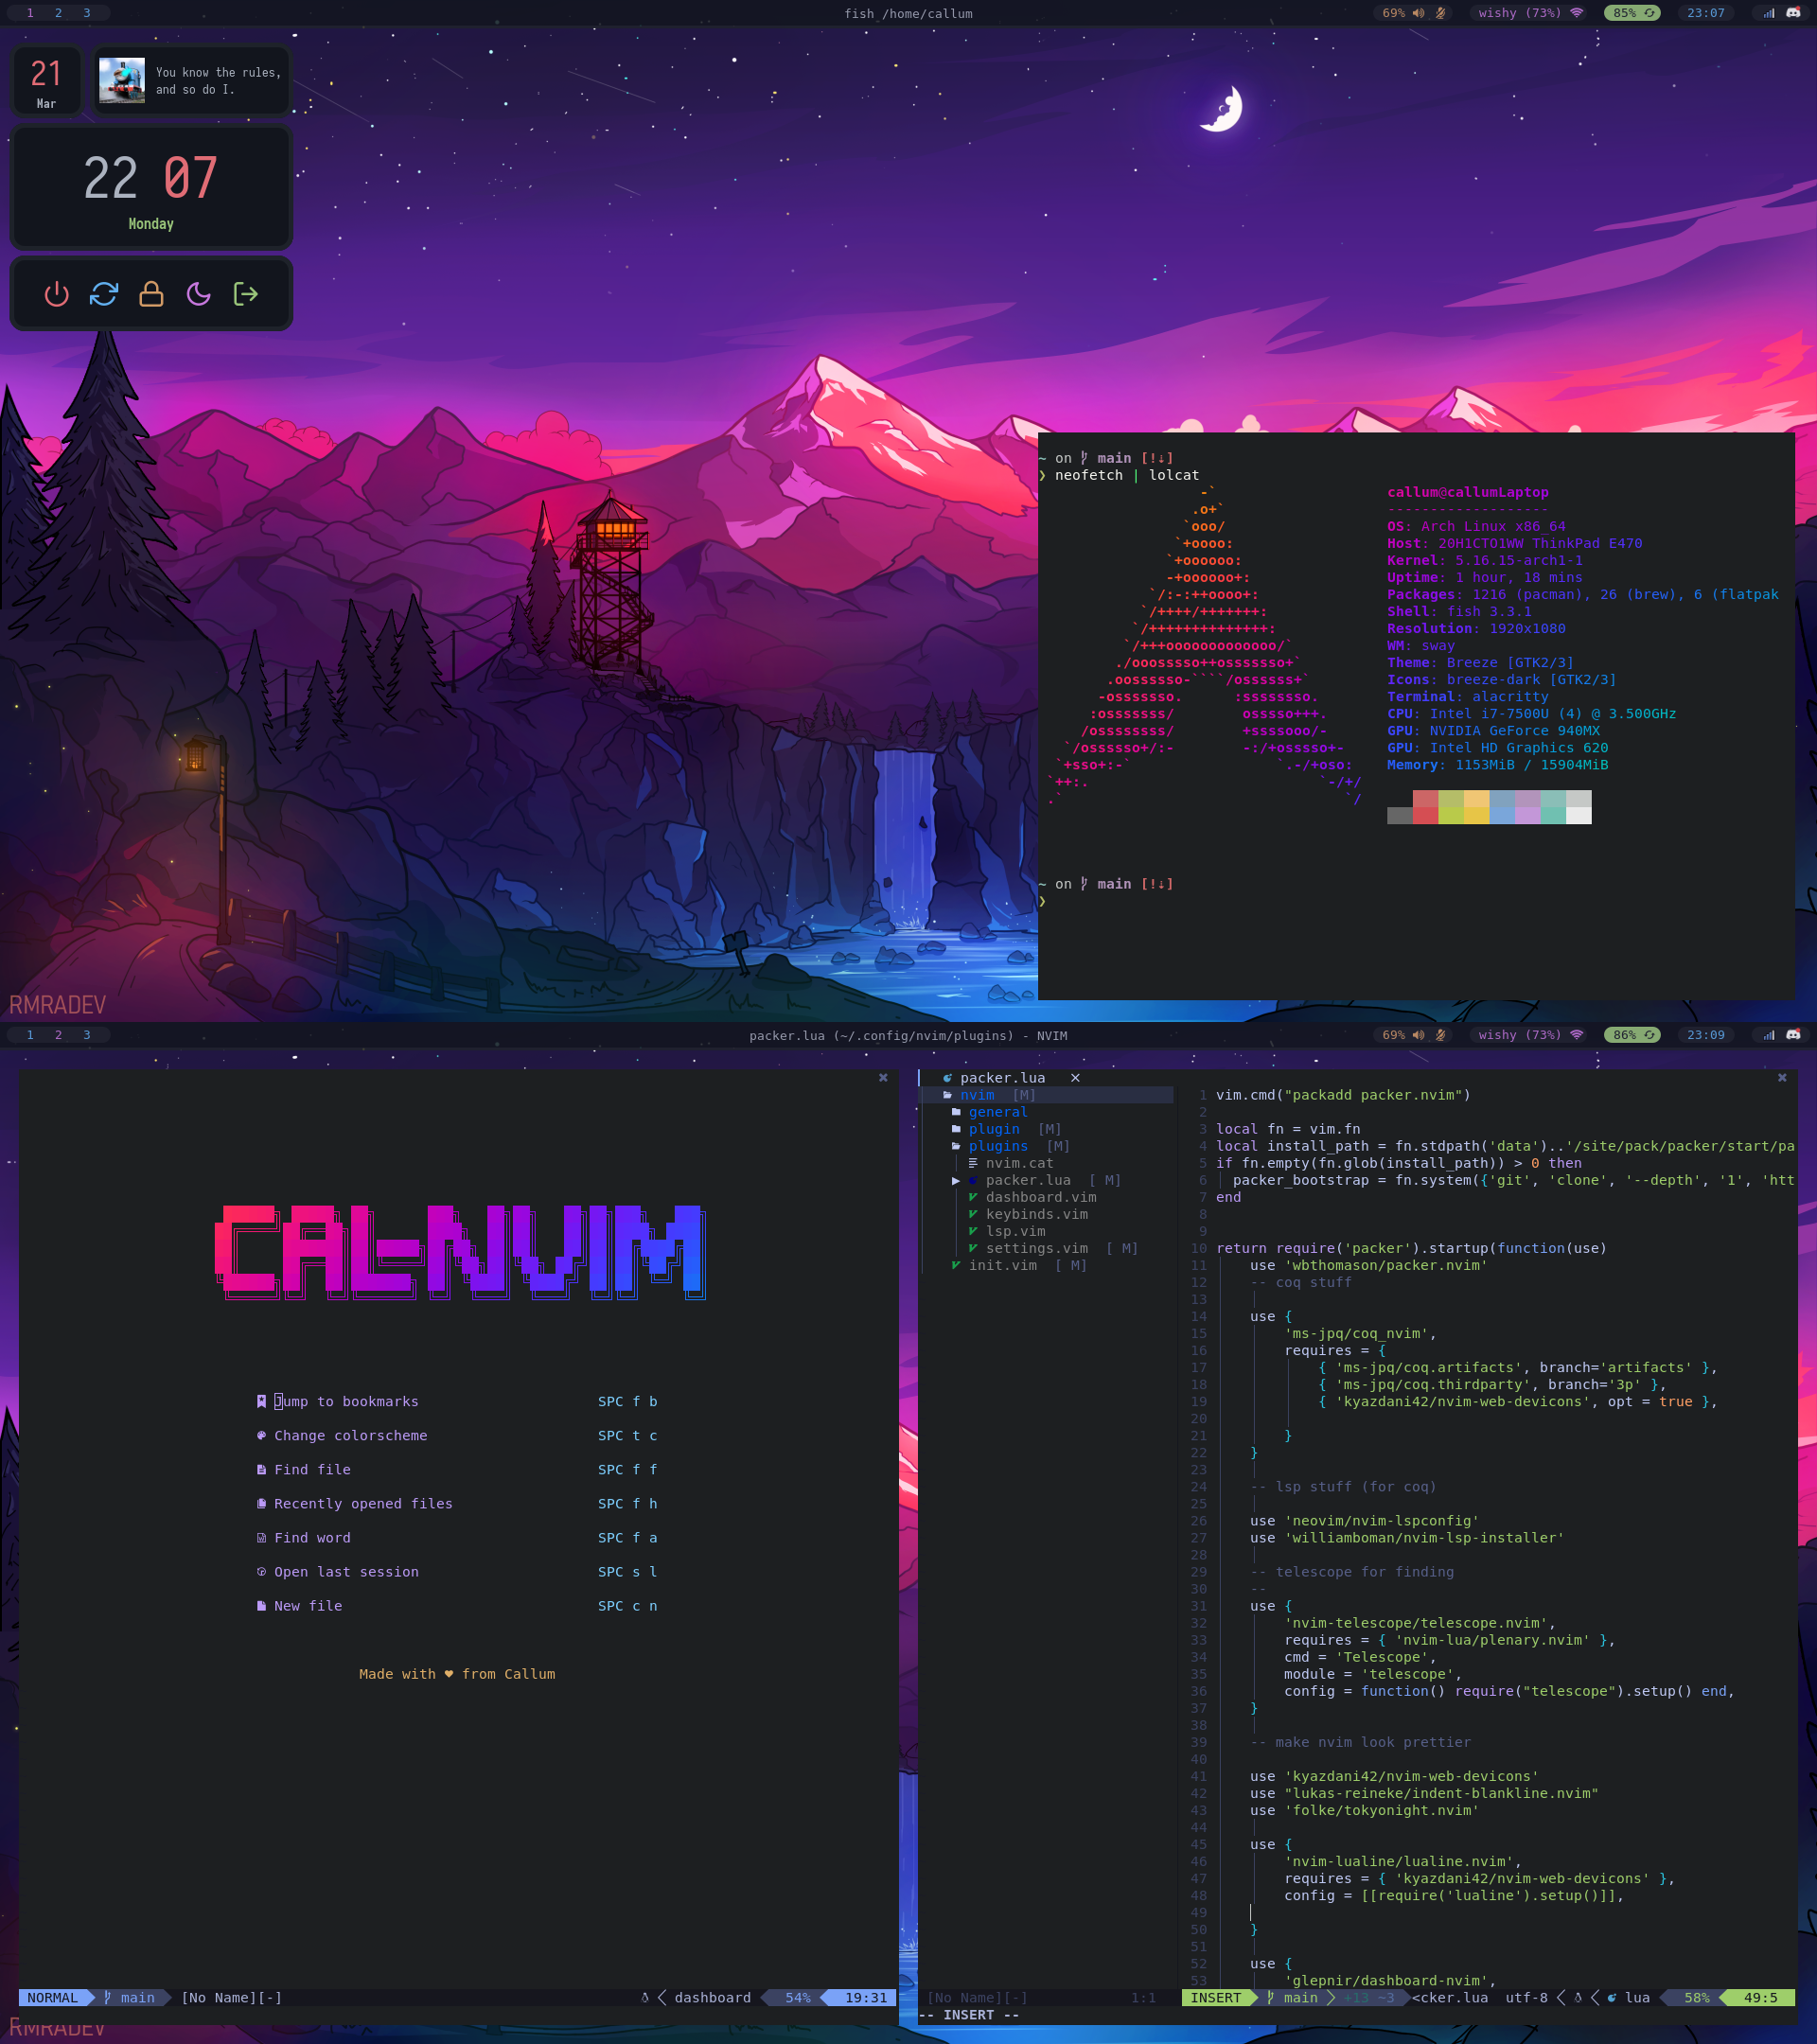 1 2 3
fish /home/callum
69% wishy (73%) 85% 23:07
21
Mar
You know the rules,
and so do I.
22 07
Monday
~ on main [!⇣]
❯ neofetch | lolcat
-`
.o+`
`ooo/
`+oooo:
`+oooooo:
-+oooooo+:
`/:-:++oooo+:
`/++++/+++++++:
`/++++++++++++++:
`/+++ooooooooooooo/`
./ooosssso++osssssso+`
.oossssso-````/ossssss+`
-osssssso. :ssssssso.
:osssssss/ osssso+++.
/ossssssss/ +ssssooo/-
`/ossssso+/:- -:/+osssso+-
`+sso+:-` `.-/+oso:
`++:. `-/+/
.` `/
callum@callumLaptop
-------------------
OS: Arch Linux x86_64
Host: 20H1CTO1WW ThinkPad E470
Kernel: 5.16.15-arch1-1
Uptime: 1 hour, 18 mins
Packages: 1216 (pacman), 26 (brew), 6 (flatpak
Shell: fish 3.3.1
Resolution: 1920x1080
WM: sway
Theme: Breeze [GTK2/3]
Icons: breeze-dark [GTK2/3]
Terminal: alacritty
CPU: Intel i7-7500U (4) @ 3.500GHz
GPU: NVIDIA GeForce 940MX
GPU: Intel HD Graphics 620
Memory: 1153MiB / 15904MiB
~ on main [!⇣]
❯
RMRADEV
1 2 3
packer.lua (~/.config/nvim/plugins) - NVIM
69% wishy (73%) 86% 23:09
CAL-NVIM
Jump to bookmarks SPC f b
Change colorscheme SPC t c
Find file SPC f f
Recently opened files SPC f h
Find word SPC f a
Open last session SPC s l
New file SPC c n
Made with ♥ from Callum
NORMAL main [No Name][-] dashboard 54% 19:31
RMRADEV
packer.lua ×
nvim [M]
general
plugin [M]
plugins [M]
nvim.cat
packer.lua [ M]
dashboard.vim
keybinds.vim
lsp.vim
settings.vim [ M]
init.vim [ M]
1 vim.cmd("packadd packer.nvim")
2
3 local fn = vim.fn
4 local install_path = fn.stdpath('data')..'/site/pack/packer/start/pa
5 if fn.empty(fn.glob(install_path)) > 0 then
6 packer_bootstrap = fn.system({'git', 'clone', '--depth', '1', 'htt
7 end
8
9
10 return require('packer').startup(function(use)
11 use 'wbthomason/packer.nvim'
12 -- coq stuff
13
14 use {
15 'ms-jpq/coq_nvim',
16 requires = {
17 { 'ms-jpq/coq.artifacts', branch='artifacts' },
18 { 'ms-jpq/coq.thirdparty', branch='3p' },
19 { 'kyazdani42/nvim-web-devicons', opt = true },
20
21 }
22 }
23
24 -- lsp stuff (for coq)
25
26 use 'neovim/nvim-lspconfig'
27 use 'williamboman/nvim-lsp-installer'
28
29 -- telescope for finding
30 --
31 use {
32 'nvim-telescope/telescope.nvim',
33 requires = { 'nvim-lua/plenary.nvim' },
34 cmd = 'Telescope',
35 module = 'telescope',
36 config = function() require("telescope").setup() end,
37 }
38
39 -- make nvim look prettier
40
41 use 'kyazdani42/nvim-web-devicons'
42 use "lukas-reineke/indent-blankline.nvim"
43 use 'folke/tokyonight.nvim'
44
45 use {
46 'nvim-lualine/lualine.nvim',
47 requires = { 'kyazdani42/nvim-web-devicons' },
48 config = [[require('lualine').setup()]],
49
50 }
51
52 use {
53 'glepnir/dashboard-nvim',
[No Name][-] 1:1 INSERT main +13 ~3 <cker.lua utf-8 lua 58% 49:5
-- INSERT --